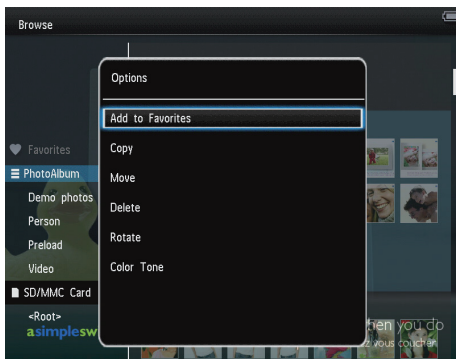 Browse
Options
Add to Favorites
Copy
Move
Delete
Rotate
Color Tone
Favorites
PhotoAlbum
Demo photos
Person
Preload
Video
SD/MMC Card
<Root>
asimplesw
hen you do
z vous coucher